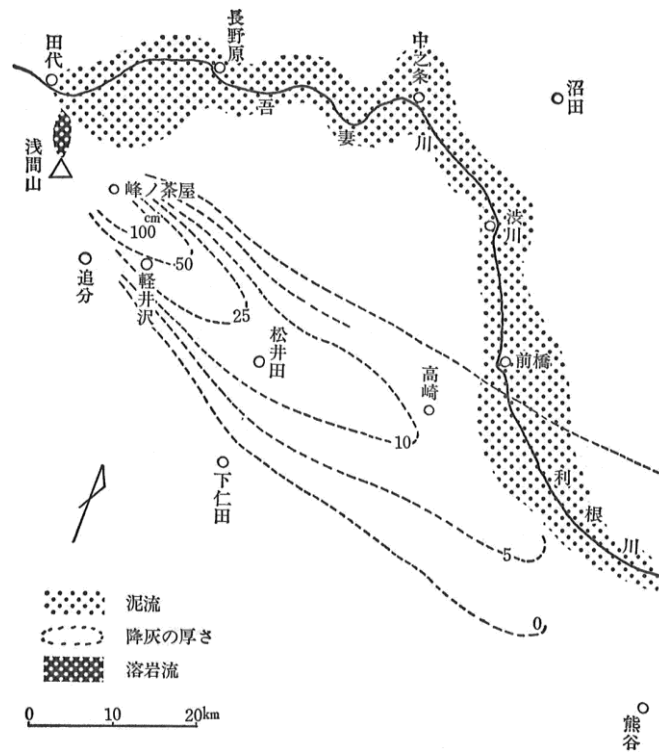 田代
長野原
中之条
沼田
吾妻川
浅間山
峰ノ茶屋
渋川
cm
100
50
追分
軽井沢
25
松井田
前橋
高崎
10
下仁田
利根川
5
0
泥流
降灰の厚さ
溶岩流
0 10 20km
熊谷